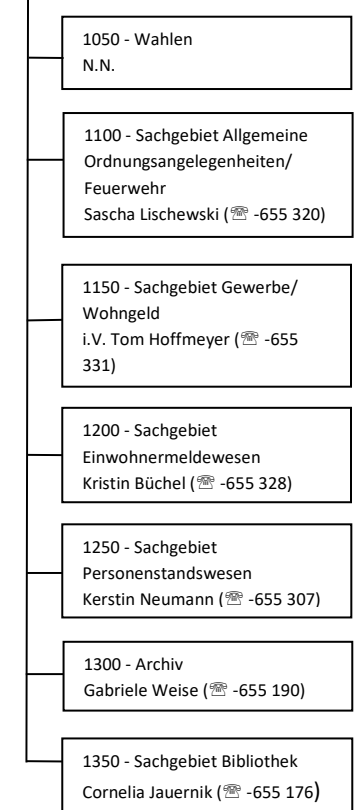 1050 - Wahlen
N.N.
1100 - Sachgebiet Allgemeine
Ordnungsangelegenheiten/
Feuerwehr
Sascha Lischewski (☏ -655 320)
1150 - Sachgebiet Gewerbe/
Wohngeld
i.V. Tom Hoffmeyer (☏ -655
331)
1200 - Sachgebiet
Einwohnermeldewesen
Kristin Büchel (☏ -655 328)
1250 - Sachgebiet
Personenstandswesen
Kerstin Neumann (☏ -655 307)
1300 - Archiv
Gabriele Weise (☏ -655 190)
1350 - Sachgebiet Bibliothek
Cornelia Jauernik (☏ -655 176)